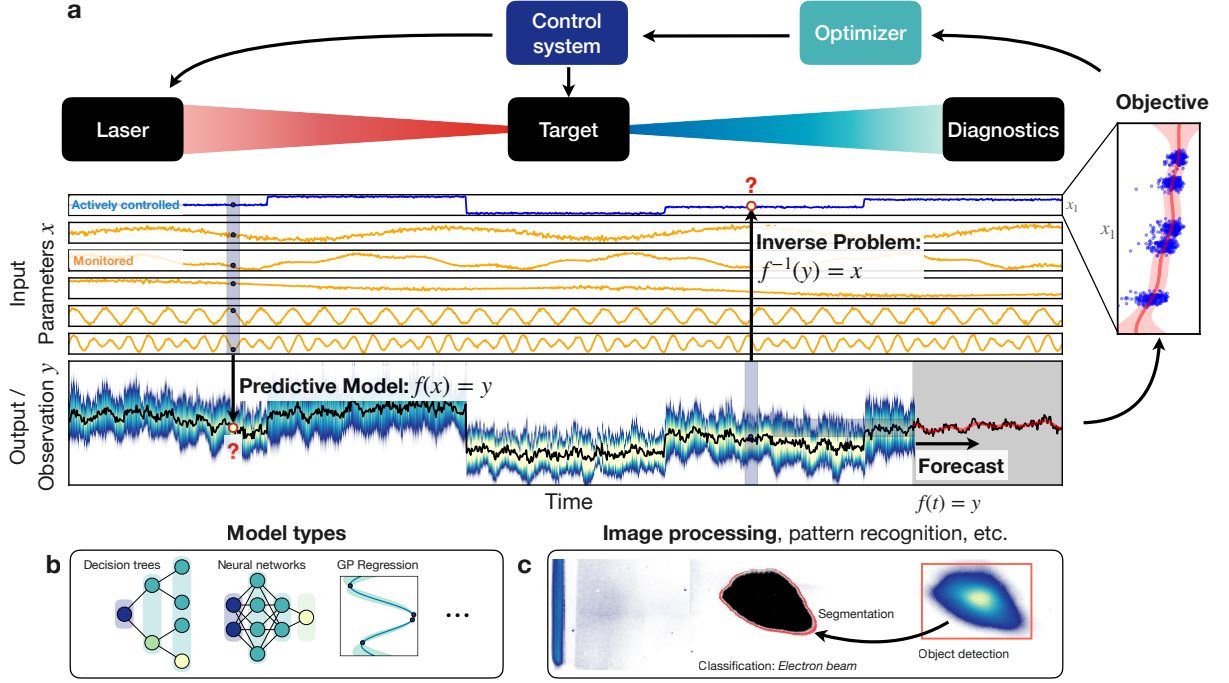 a
Control
system
Optimizer
Laser
Target
Diagnostics
Objective
Input
Parameters x
Actively controlled
Monitored
?
x₁
x₁
Inverse Problem:
f⁻¹(y) = x
Output /
Observation y
Predictive Model: f(x) = y
?
Forecast
Time
f(t) = y
Model types
Image processing, pattern recognition, etc.
b
Decision trees
Neural networks
GP Regression
...
c
Segmentation
Classification: Electron beam
Object detection